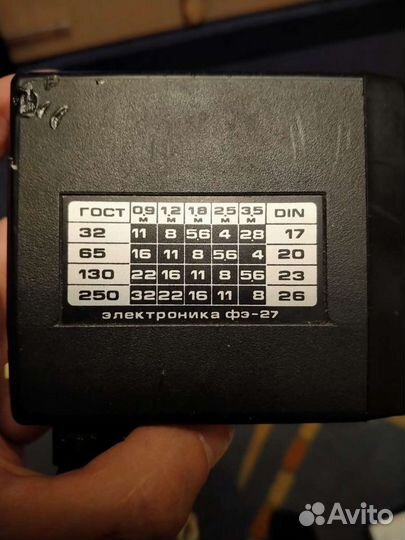 ГОСТ 0,9 м 1,2 м 1,8 м 2,5 м 3,5 м DIN
32 11 8 5,6 4 2,8 17
65 16 11 8 5,6 4 20
130 22 16 11 8 5,6 23
250 32 22 16 11 8 26
электроника фэ-27
Avito